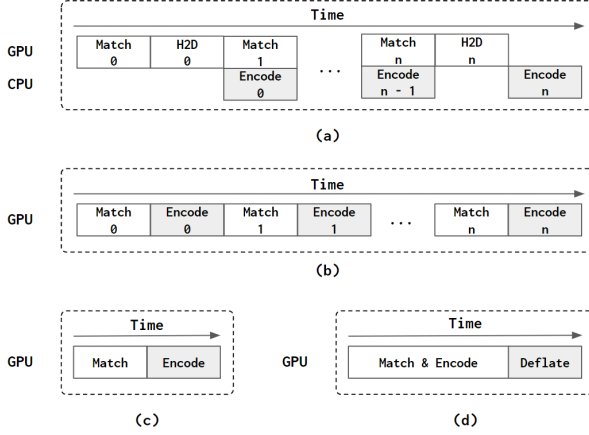 Time
GPU
Match 0
H2D 0
Match 1
Match n
H2D n
CPU
Encode 0
...
Encode n - 1
Encode n
(a)
Time
GPU
Match 0
Encode 0
Match 1
Encode 1
...
Match n
Encode n
(b)
Time
GPU
Match
Encode
(c)
Time
GPU
Match & Encode
Deflate
(d)